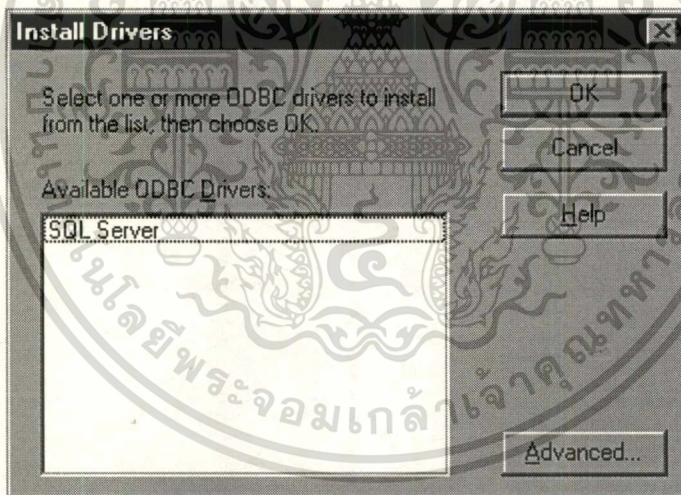 Install Drivers
Select one or more ODBC drivers to install
from the list, then choose OK.
OK
Cancel
Available ODBC Drivers:
Help
SQL Server
Advanced...